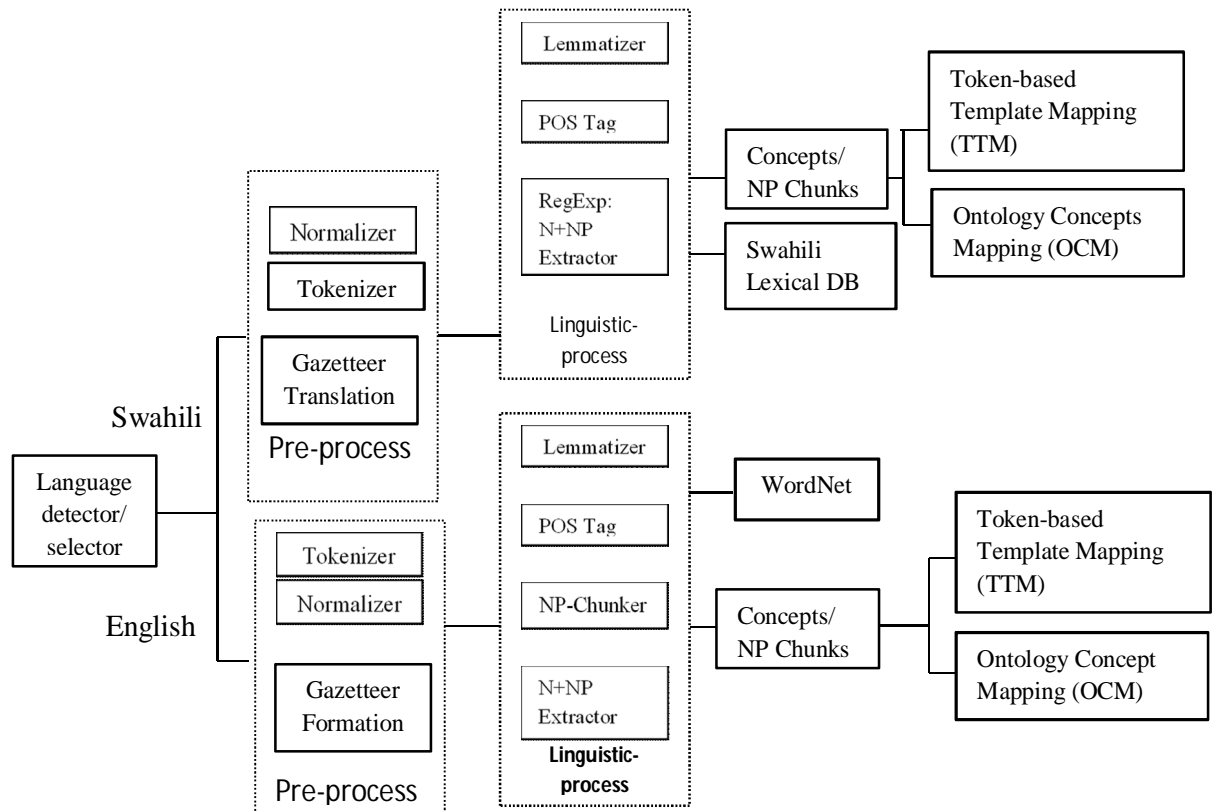 Language
detector/
selector
Swahili
English
Normalizer
Tokenizer
Gazetteer
Translation
Pre-process
Lemmatizer
POS Tag
RegExp:
N+NP
Extractor
Linguistic-
process
Concepts/
NP Chunks
Swahili
Lexical DB
Token-based
Template Mapping
(TTM)
Ontology Concepts
Mapping (OCM)
Tokenizer
Normalizer
Gazetteer
Formation
Pre-process
Lemmatizer
POS Tag
NP-Chunker
N+NP
Extractor
Linguistic-
process
WordNet
Concepts/
NP Chunks
Token-based
Template Mapping
(TTM)
Ontology Concept
Mapping (OCM)